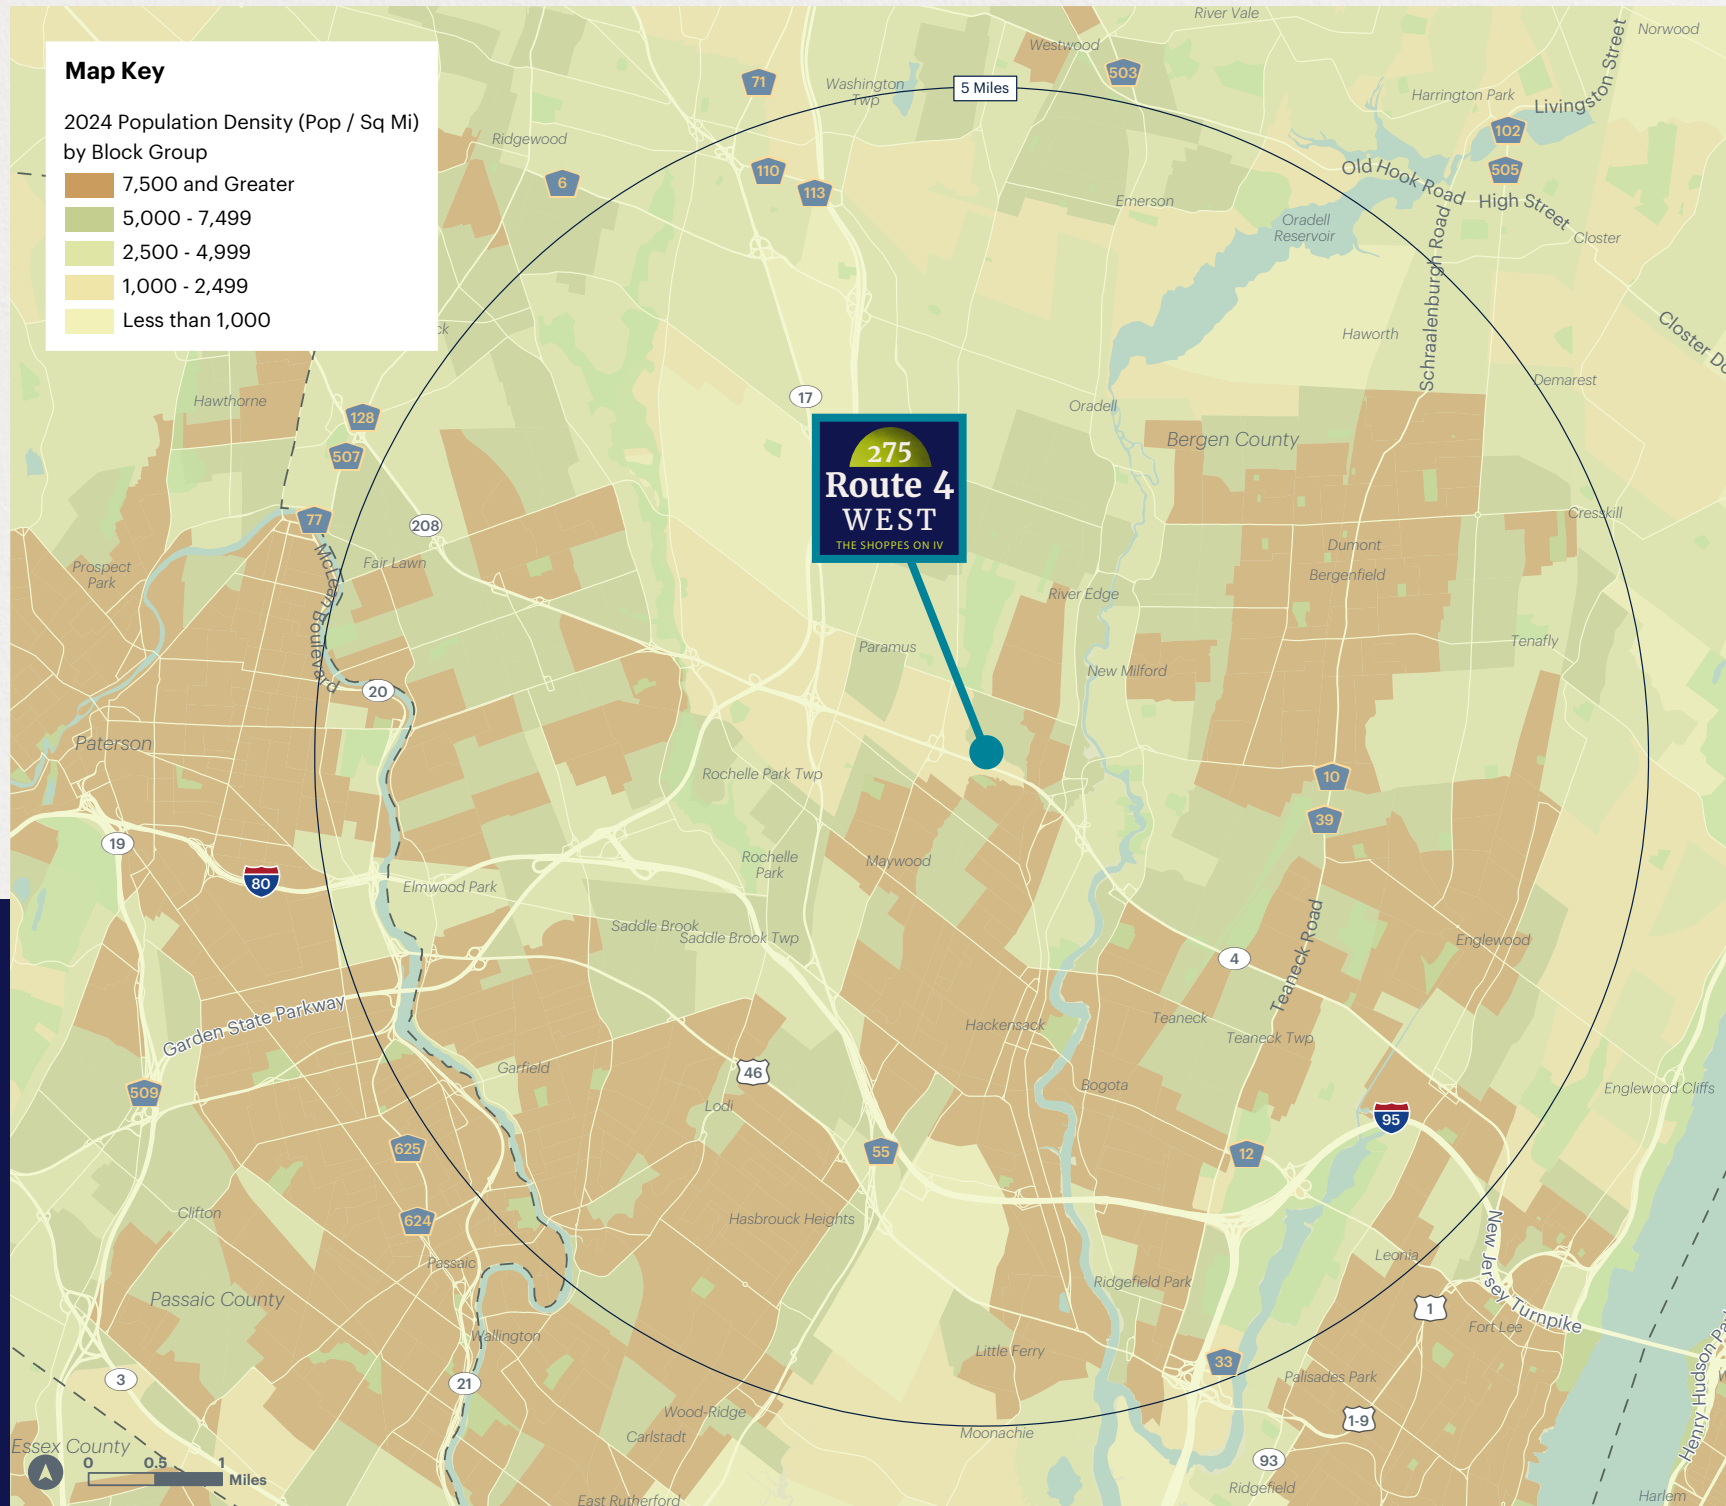 Map Key
2024 Population Density (Pop / Sq Mi)
by Block Group
7,500 and Greater
5,000 - 7,499
2,500 - 4,999
1,000 - 2,499
Less than 1,000
River Vale
Norwood
Westwood
503
71
Washington
Twp
5 Miles
Harrington Park
Livingston Street
102
Ridgewood
110
6
113
505
Old Hook Road
High Street
Emerson
Oradell
Reservoir
Closter
Schraalenburgh Road
Haworth
Demarest
17
Hawthorne
128
507
Oradell
Bergen County
275
Route 4
WEST
THE SHOPPES ON IV
77
208
McLean Boulevard
Fair Lawn
Prospect
Park
Cresskill
Dumont
Bergenfield
River Edge
Paramus
Tenafly
New Milford
20
Paterson
Rochelle Park Twp
10
39
19
80
Rochelle
Park
Maywood
Elmwood Park
Saddle Brook
Saddle Brook Twp
Teaneck Road
Englewood
4
Garden State Parkway
Hackensack
Teaneck
Teaneck Twp
Garfield
46
509
Lodi
Bogota
Englewood Cliffs
95
625
55
12
Clifton
624
Hasbrouck Heights
Passaic
Leonia
New Jersey Turnpike
Ridgefield Park
Passaic County
1
Fort Lee
Wallington
Little Ferry
33
3
21
Palisades Park
Wood-Ridge
1-9
Carlstadt
Moonachie
Essex County
93
Ridgefield
0 0.5 1
Miles
East Rutherford
Harlem
Henry Hudson